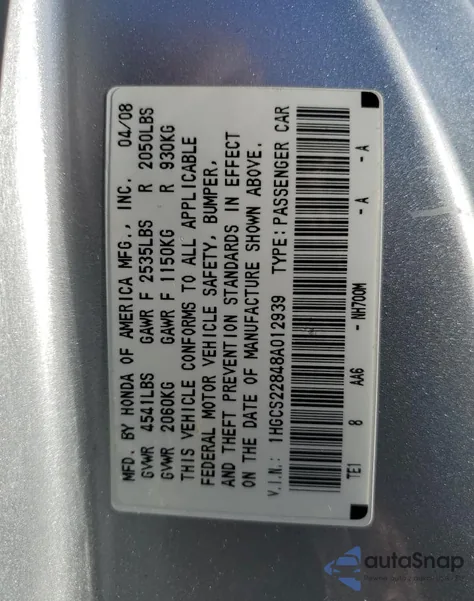 MFD. BY HONDA OF AMERICA MFG., INC. 04/08
GVWR 4541LBS GAWR F 2535LBS R 2050LBS
GVWR 2060KG GAWR F 1150KG R 930KG
THIS VEHICLE CONFORMS TO ALL APPLICABLE
FEDERAL MOTOR VEHICLE SAFETY, BUMPER,
AND THEFT PREVENTION STANDARDS IN EFFECT
ON THE DATE OF MANUFACTURE SHOWN ABOVE.
V.I.N.: 1HGCS22848A012939 TYPE: PASSENGER CAR
TE1 8 AA6 - NH700M - A - A
autaSnap